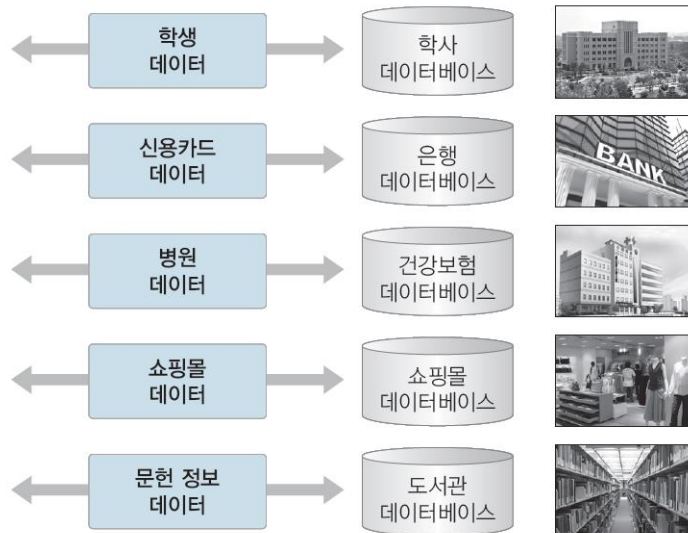 학생
데이터
학사
데이터베이스
신용카드
데이터
은행
데이터베이스
BANK
병원
데이터
건강보험
데이터베이스
쇼핑몰
데이터
쇼핑몰
데이터베이스
문헌 정보
데이터
도서관
데이터베이스